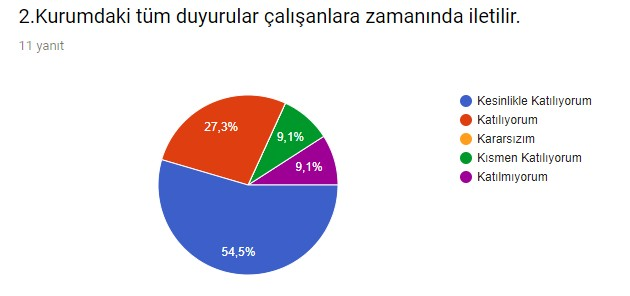 2.Kurumdaki tüm duyurular çalışanlara zamanında iletilir.
11 yanıt
Kesinlikle Katılıyorum
Katılıyorum
Kararsızım
Kısmen Katılıyorum
Katılmıyorum
27,3%
9,1%
9,1%
54,5%